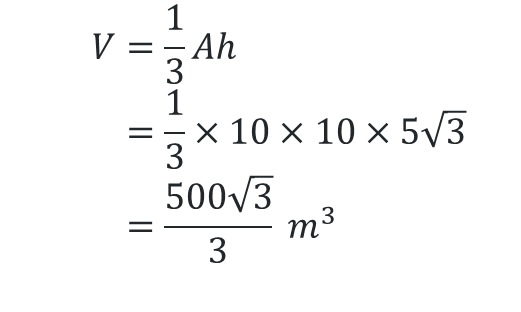 V = 1/3 Ah
= 1/3 × 10 × 10 × 5√3
= 500√3/3 m³